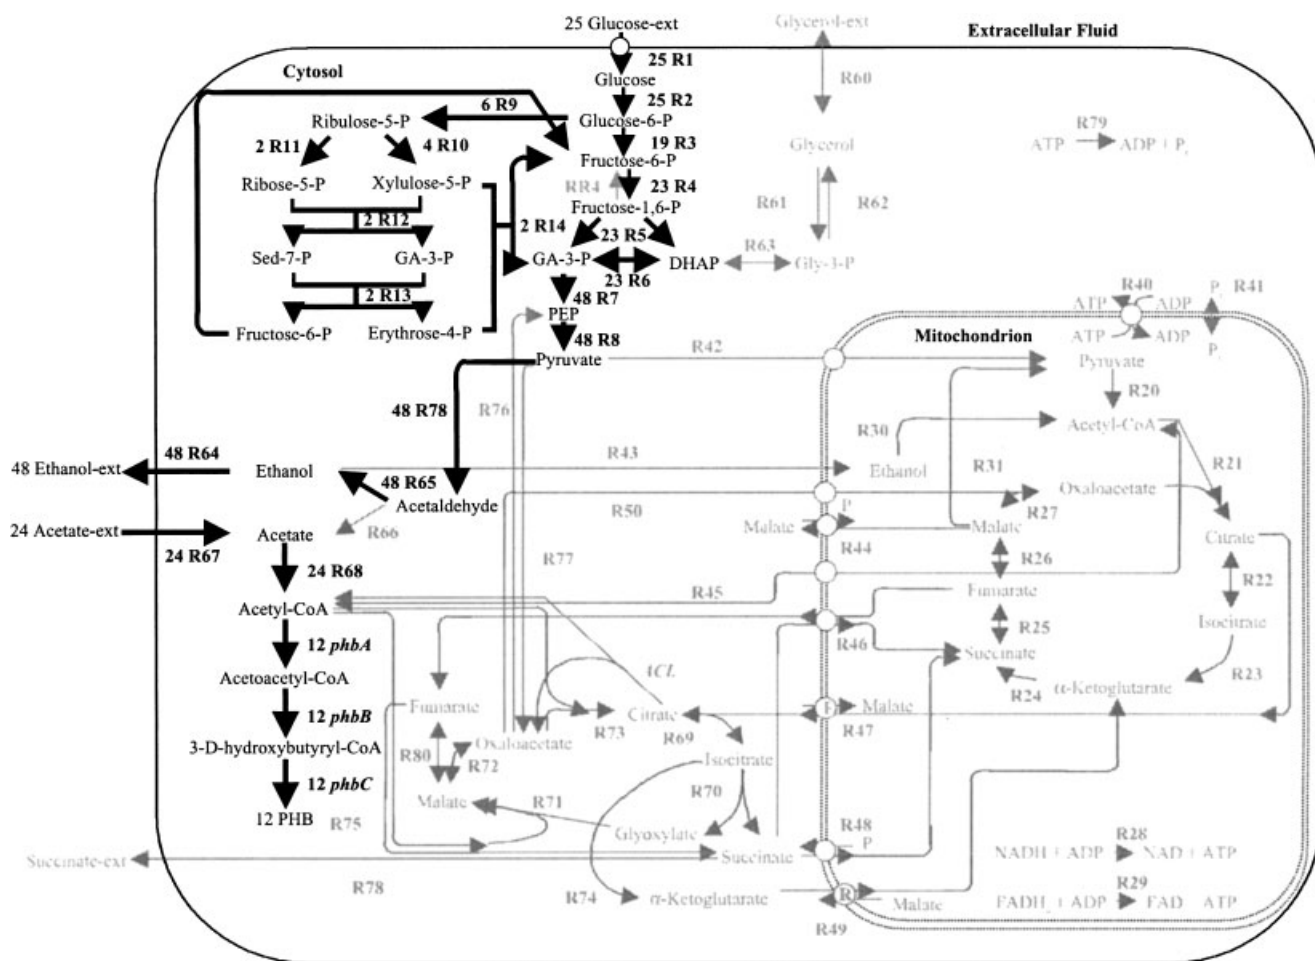 25 Glucose-ext
Glycerol-ext
Extracellular Fluid
Cytosol
25 R1
Glucose
R60
6 R9
25 R2
Ribulose-5-P
Glucose-6-P
R79
ATP
ADP + P
2 R11
4 R10
19 R3
Glycerol
Fructose-6-P
Ribose-5-P
Xylulose-5-P
RR4
23 R4
R61
R62
Fructose-1,6-P
2 R12
2 R14
23 R5
R63
Sed-7-P
GA-3-P
GA-3-P
DHAP
Gly-3-P
23 R6
2 R13
48 R7
R40
P
R41
ATP
ADP
PEP
Fructose-6-P
Erythrose-4-P
48 R8
Mitochondrion
ATP
ADP
P
R42
Pyruvate
Pyruvate
R20
R76
48 R78
Acetyl-CoA
R30
R43
48 Ethanol-ext
48 R64
Ethanol
Ethanol
R31
R21
48 R65
Oxaloacetate
Acetaldehyde
R50
P
R27
24 Acetate-ext
Acetate
R66
Malate
Malate
Citrate
24 R67
R44
R77
R26
24 R68
R22
R45
Fumarate
Acetyl-CoA
R25
Isocitrate
12 phbA
R46
Succinate
R23
Acetoacetyl-CoA
ACL
R24
α-Ketoglutarate
Fumarate
P
Malate
12 phbB
Citrate
R73
R69
R47
3-D-hydroxybutyryl-CoA
R80
Oxaloacetate
R72
Isocitrate
12 phbC
R70
Malate
R71
12 PHB
R75
Glyoxylate
R48
P
R28
Succinate-ext
Succinate
NADH + ADP
NAD + ATP
R78
R29
R74
α-Ketoglutarate
R
Malate
FADH + ADP
FAD
ATP
R49